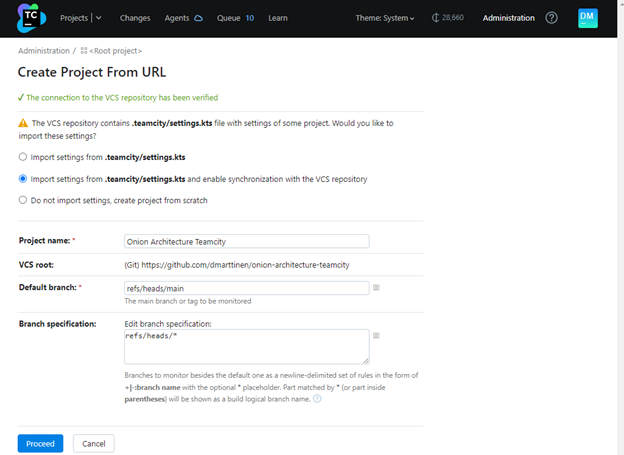 TC
Projects
Changes
Agents
Queue 10
Learn
Theme: System
28,660
Administration
?
DM
Administration / <Root project>
Create Project From URL
✓ The connection to the VCS repository has been verified
The VCS repository contains .teamcity/settings.kts file with settings of some project. Would you like to
import these settings?
Import settings from .teamcity/settings.kts
Import settings from .teamcity/settings.kts and enable synchronization with the VCS repository
Do not import settings, create project from scratch
Project name: * Onion Architecture Teamcity
VCS root: (Git) https://github.com/dmarttinen/onion-architecture-teamcity
Default branch: * refs/heads/main
The main branch or tag to be monitored
Branch specification: Edit branch specification:
refs/heads/*
Branches to monitor besides the default one as a newline-delimited set of rules in the form of
+|-:branch name with the optional * placeholder. Part matched by * (or part inside
parentheses) will be shown as a build logical branch name. ?
Proceed Cancel